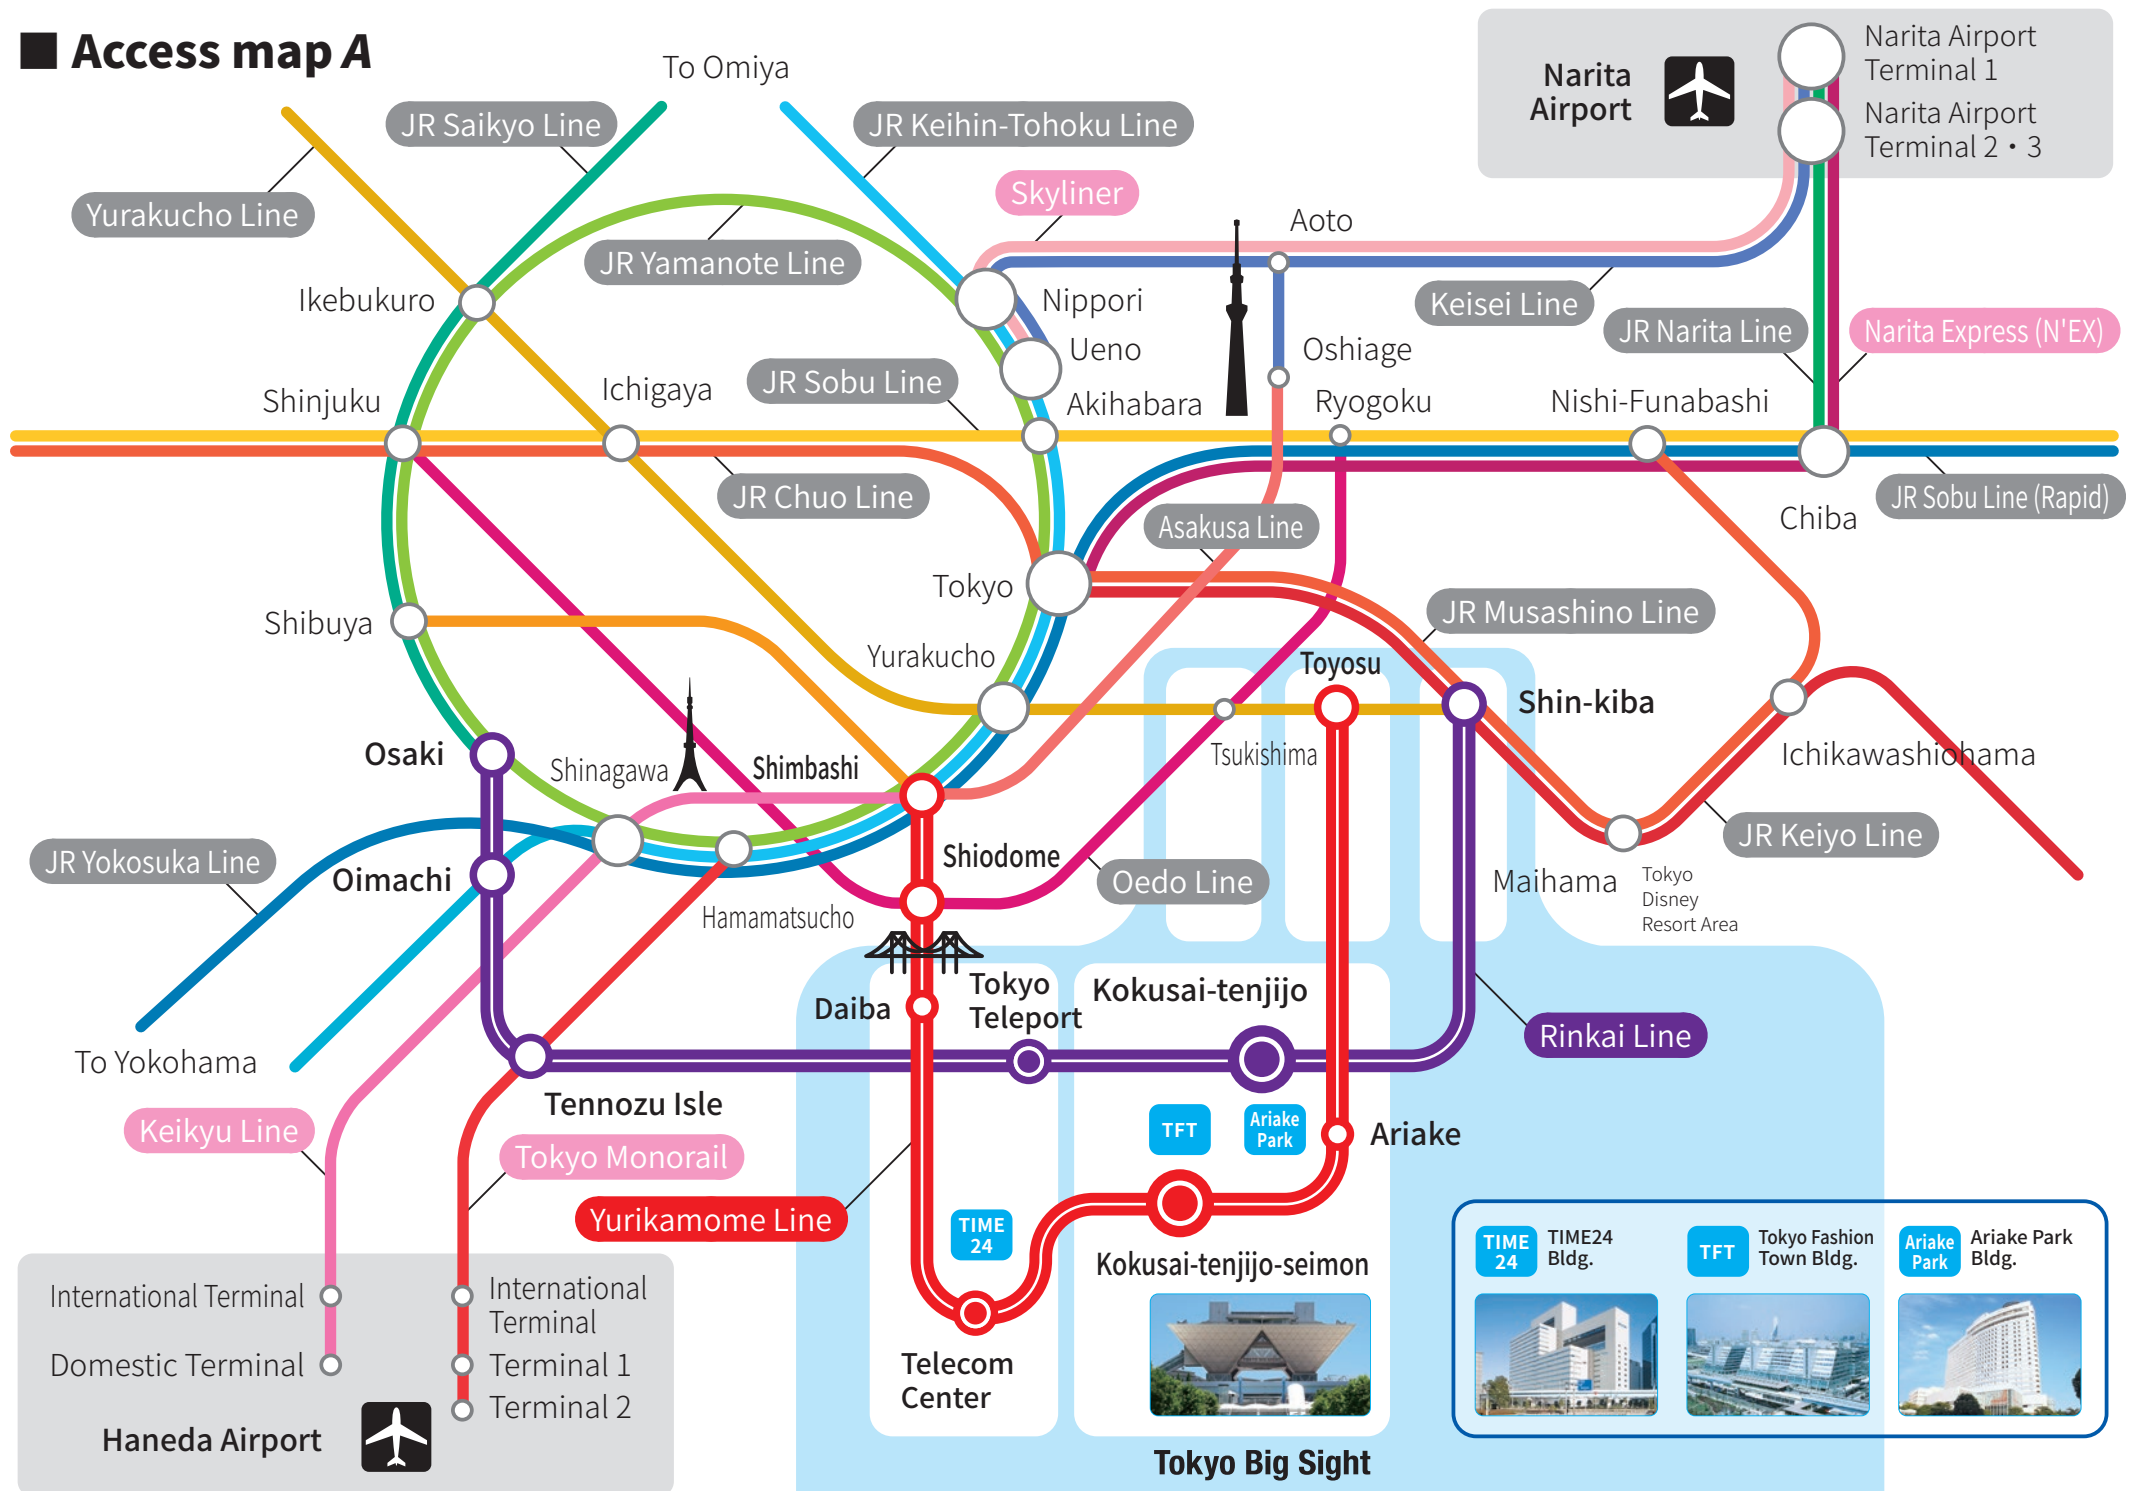 ■ Access map A
To Omiya
JR Saikyo Line
JR Keihin-Tohoku Line
Narita
Airport
Narita Airport
Terminal 1
Narita Airport
Terminal 2・3
Yurakucho Line
Skyliner
JR Yamanote Line
Aoto
Ikebukuro
Nippori
Keisei Line
JR Narita Line
Narita Express (N'EX)
Ueno
Oshiage
Shinjuku
Ichigaya
JR Sobu Line
Akihabara
Ryogoku
Nishi-Funabashi
JR Chuo Line
Asakusa Line
Chiba
JR Sobu Line (Rapid)
Tokyo
Shibuya
JR Musashino Line
Yurakucho
Toyosu
Shin-kiba
Osaki
Shinagawa
Shimbashi
Tsukishima
Ichikawashiohama
JR Yokosuka Line
Oimachi
Shiodome
Oedo Line
JR Keiyo Line
Maihama
Tokyo
Disney
Resort Area
Hamamatsucho
Daiba
Tokyo
Teleport
Kokusai-tenjijo
Rinkai Line
To Yokohama
Tennozu Isle
Keikyu Line
Tokyo Monorail
TFT
Ariake
Park
Ariake
Yurikamome Line
TIME
24
Kokusai-tenjijo-seimon
TIME
24
TIME24
Bldg.
TFT
Tokyo Fashion
Town Bldg.
Ariake
Park
Ariake Park
Bldg.
International Terminal
International
Terminal
Domestic Terminal
Terminal 1
Terminal 2
Haneda Airport
Telecom
Center
Tokyo Big Sight